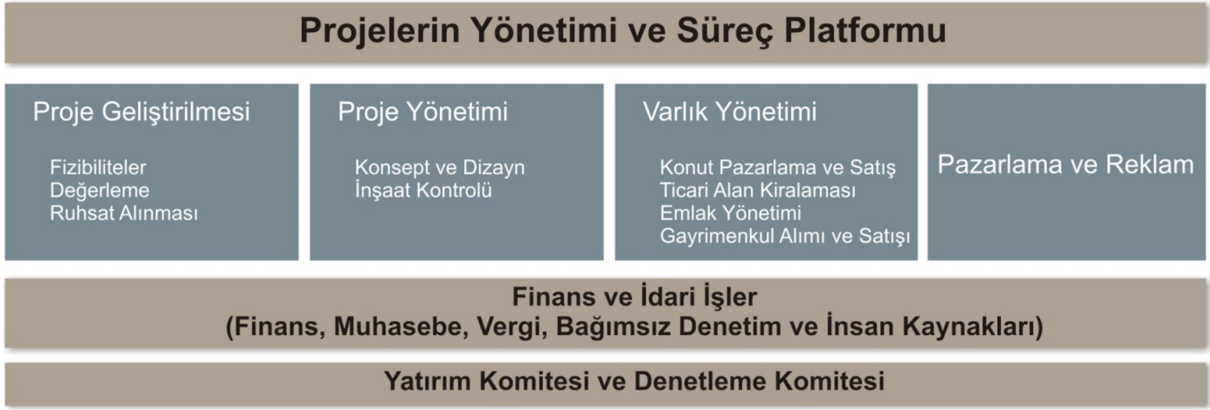 Projelerin Yönetimi ve Süreç Platformu
Proje Geliştirilmesi
Fizibiliteler
Değerleme
Ruhsat Alınması
Proje Yönetimi
Konsept ve Dizayn
İnşaat Kontrolü
Varlık Yönetimi
Konut Pazarlama ve Satış
Ticari Alan Kiralaması
Emlak Yönetimi
Gayrimenkul Alımı ve Satışı
Pazarlama ve Reklam
Finans ve İdari İşler
(Finans, Muhasebe, Vergi, Bağımsız Denetim ve İnsan Kaynakları)
Yatırım Komitesi ve Denetleme Komitesi